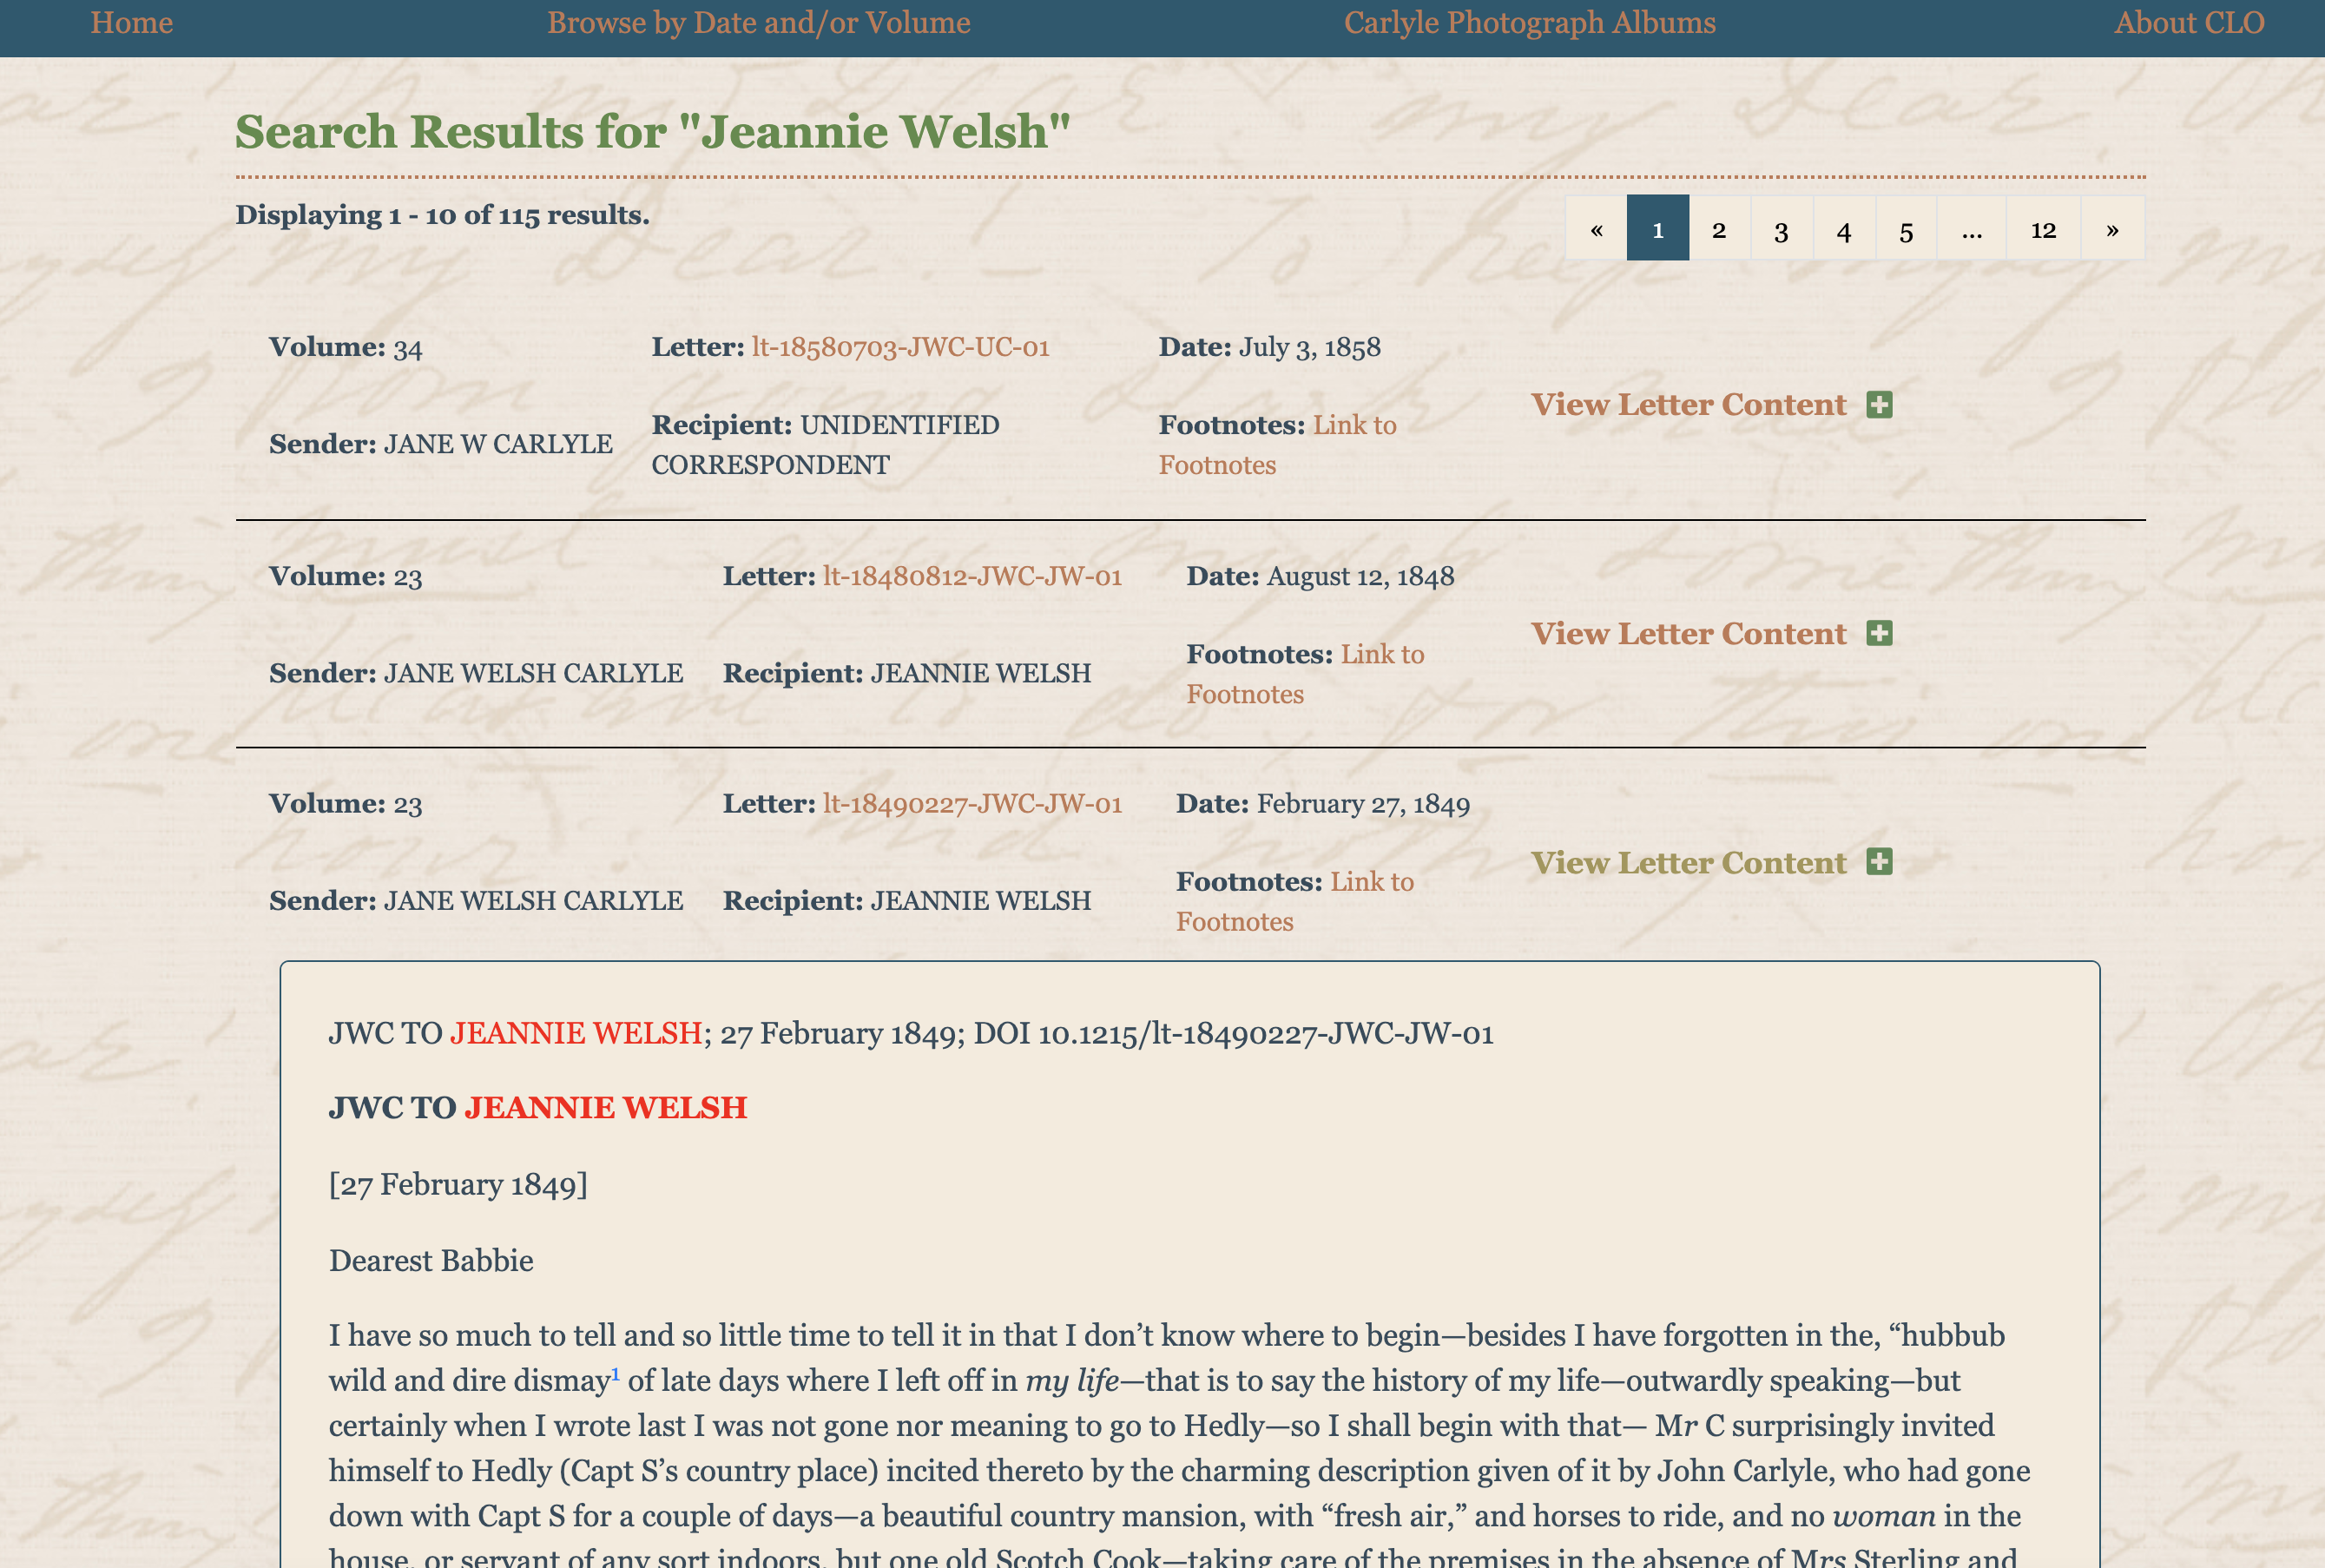 Home Browse by Date and/or Volume Carlyle Photograph Albums About CLO
Search Results for "Jeannie Welsh"
Displaying 1 - 10 of 115 results.
« 1 2 3 4 5 ... 12 »
Volume: 34 Letter: lt-18580703-JWC-UC-01 Date: July 3, 1858
View Letter Content
Sender: JANE W CARLYLE Recipient: UNIDENTIFIED CORRESPONDENT Footnotes: Link to Footnotes
Volume: 23 Letter: lt-18480812-JWC-JW-01 Date: August 12, 1848
View Letter Content
Sender: JANE WELSH CARLYLE Recipient: JEANNIE WELSH Footnotes: Link to Footnotes
Volume: 23 Letter: lt-18490227-JWC-JW-01 Date: February 27, 1849
View Letter Content
Sender: JANE WELSH CARLYLE Recipient: JEANNIE WELSH Footnotes: Link to Footnotes
JWC TO JEANNIE WELSH; 27 February 1849; DOI 10.1215/lt-18490227-JWC-JW-01
JWC TO JEANNIE WELSH
[27 February 1849]
Dearest Babbie
I have so much to tell and so little time to tell it in that I don’t know where to begin—besides I have forgotten in the, “hubbub
wild and dire dismay1 of late days where I left off in my life—that is to say the history of my life—outwardly speaking—but
certainly when I wrote last I was not gone nor meaning to go to Hedly—so I shall begin with that— Mr C surprisingly invited
himself to Hedly (Capt S’s country place) incited thereto by the charming description given of it by John Carlyle, who had gone
down with Capt S for a couple of days—a beautiful country mansion, with “fresh air,” and horses to ride, and no woman in the
house, or servant of any sort indoors, but one old Scotch Cook—taking care of the premises in the absence of Mrs Sterling and